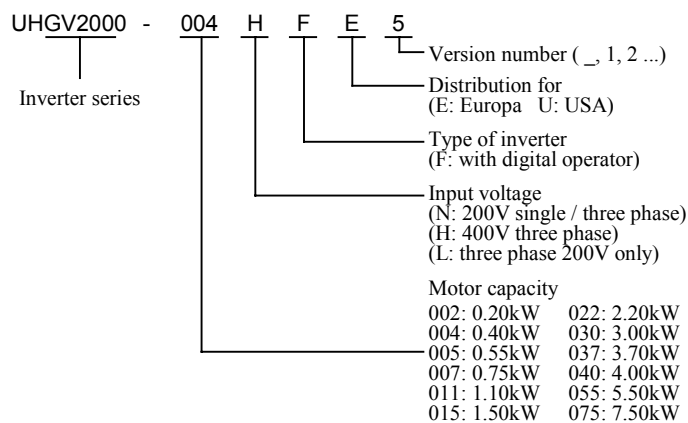 UHGV2000 - 004 H F E 5
Version number ( _, 1, 2 ...)
Inverter series
Distribution for
(E: Europa U: USA)
Type of inverter
(F: with digital operator)
Input voltage
(N: 200V single / three phase)
(H: 400V three phase)
(L: three phase 200V only)
Motor capacity
002: 0.20kW 022: 2.20kW
004: 0.40kW 030: 3.00kW
005: 0.55kW 037: 3.70kW
007: 0.75kW 040: 4.00kW
011: 1.10kW 055: 5.50kW
015: 1.50kW 075: 7.50kW